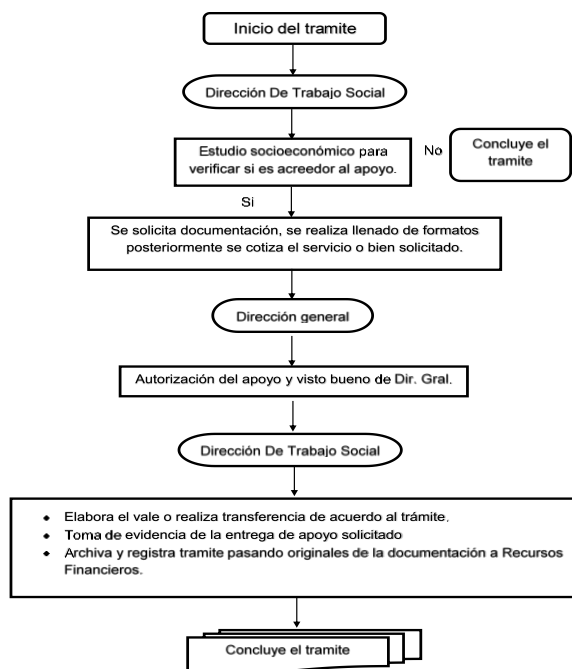 Inicio del tramite
Dirección De Trabajo Social
Estudio socioeconómico para
verificar si es acreedor al apoyo.
No
Concluye el
tramite
Si
Se solicita documentación, se realiza llenado de formatos
posteriormente se cotiza el servicio o bien solicitado.
Dirección general
Autorización del apoyo y visto bueno de Dir. Gral.
Dirección De Trabajo Social
◆ Elabora el vale o realiza transferencia de acuerdo al trámite.
◆ Toma de evidencia de la entrega de apoyo solicitado
◆ Archiva y registra tramite pasando originales de la documentación a Recursos
Financieros.
Concluye el tramite